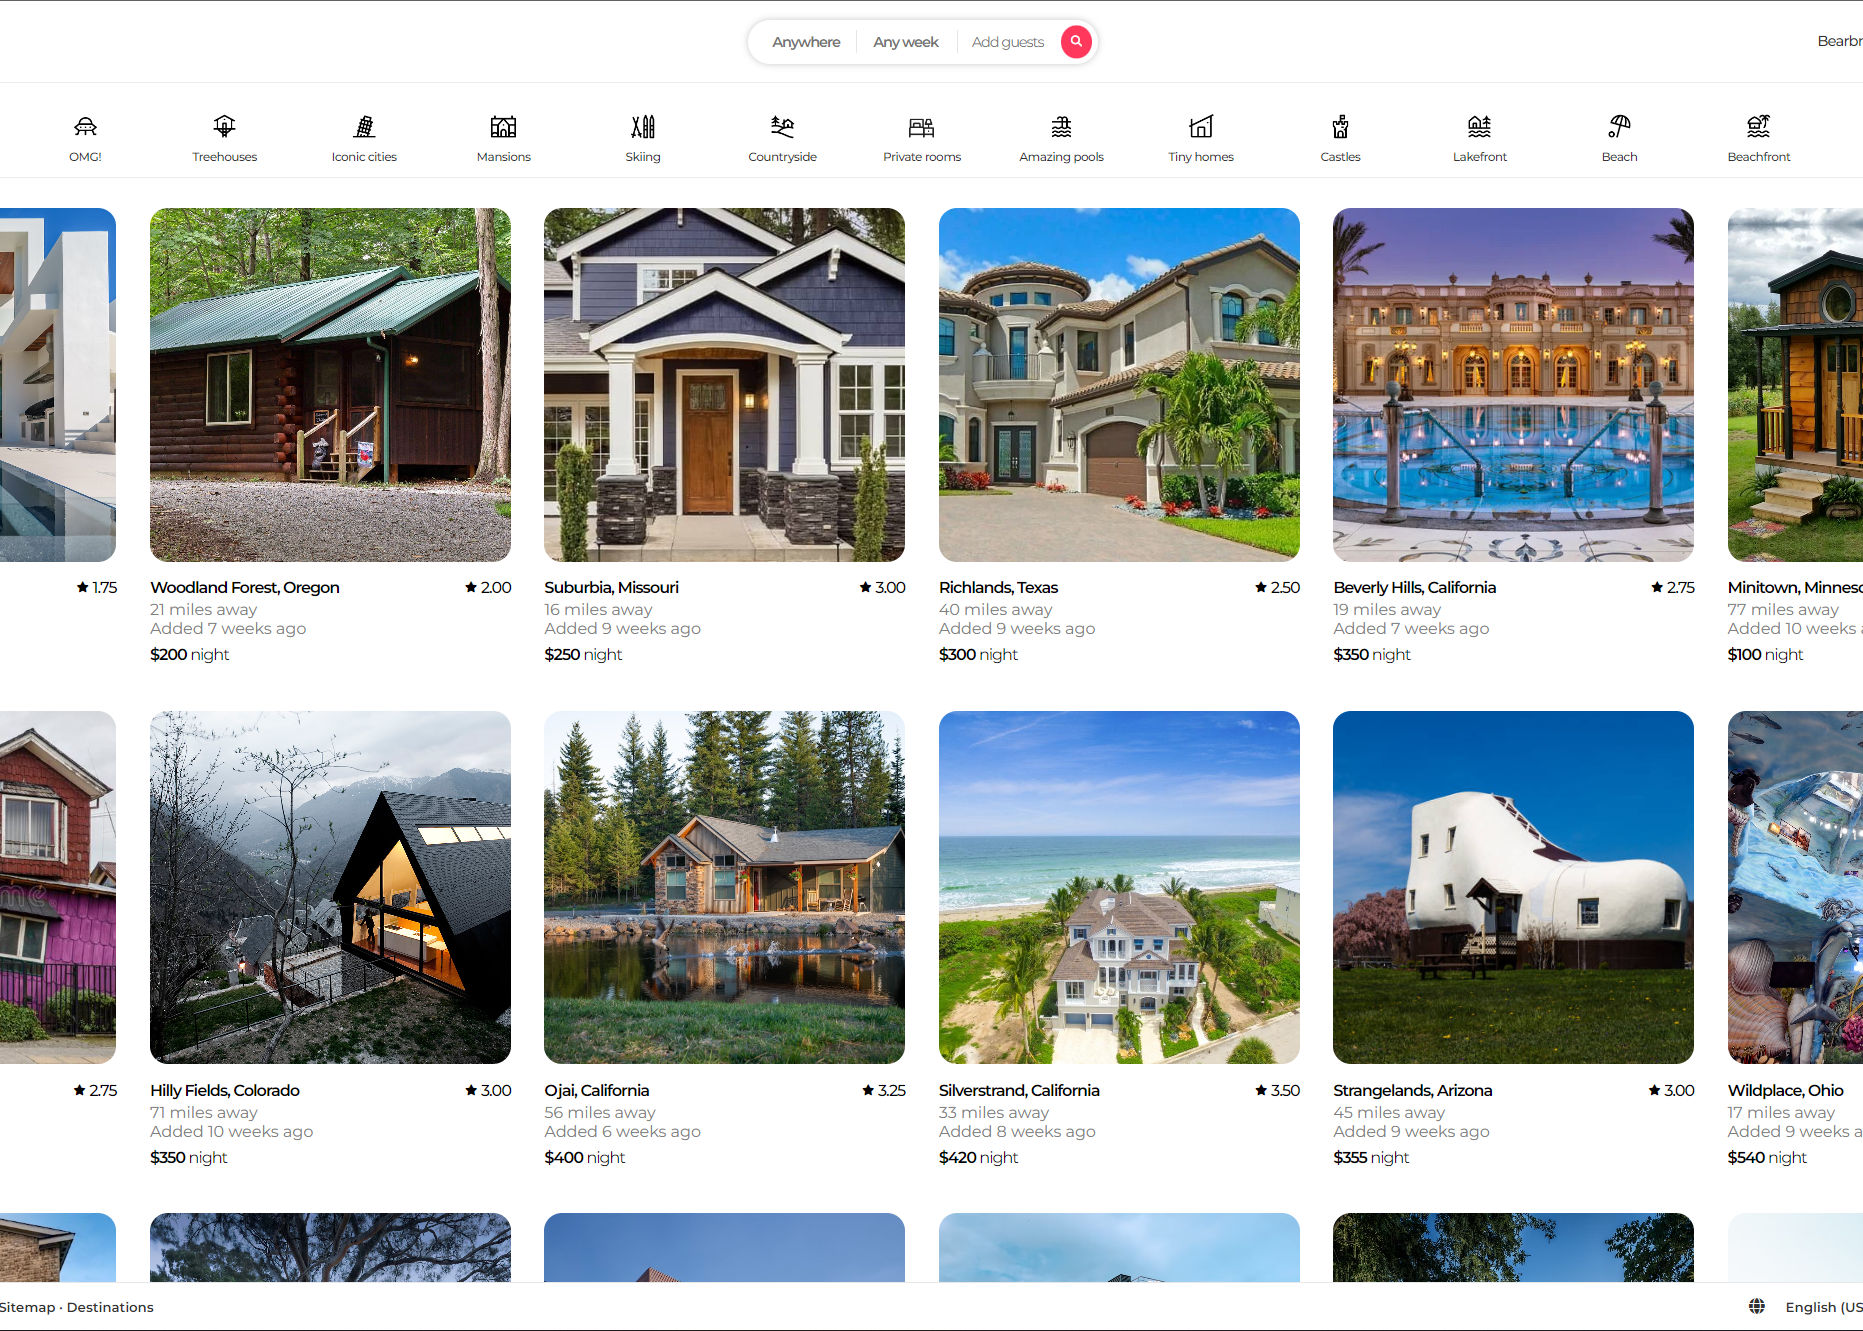 Anywhere Any week Add guests
Bearbr
OMG! Treehouses Iconic cities Mansions Skiing Countryside Private rooms Amazing pools Tiny homes Castles Lakefront Beach Beachfront
★ 1.75
Woodland Forest, Oregon ★ 2.00
21 miles away
Added 7 weeks ago
$200 night
Suburbia, Missouri ★ 3.00
16 miles away
Added 9 weeks ago
$250 night
Richlands, Texas ★ 2.50
40 miles away
Added 9 weeks ago
$300 night
Beverly Hills, California ★ 2.75
19 miles away
Added 7 weeks ago
$350 night
Minitown, Minneso
77 miles away
Added 10 weeks a
$100 night
★ 2.75
Hilly Fields, Colorado ★ 3.00
71 miles away
Added 10 weeks ago
$350 night
Ojai, California ★ 3.25
56 miles away
Added 6 weeks ago
$400 night
Silverstrand, California ★ 3.50
33 miles away
Added 8 weeks ago
$420 night
Strangelands, Arizona ★ 3.00
45 miles away
Added 9 weeks ago
$355 night
Wildplace, Ohio
17 miles away
Added 9 weeks a
$540 night
Sitemap · Destinations
English (US